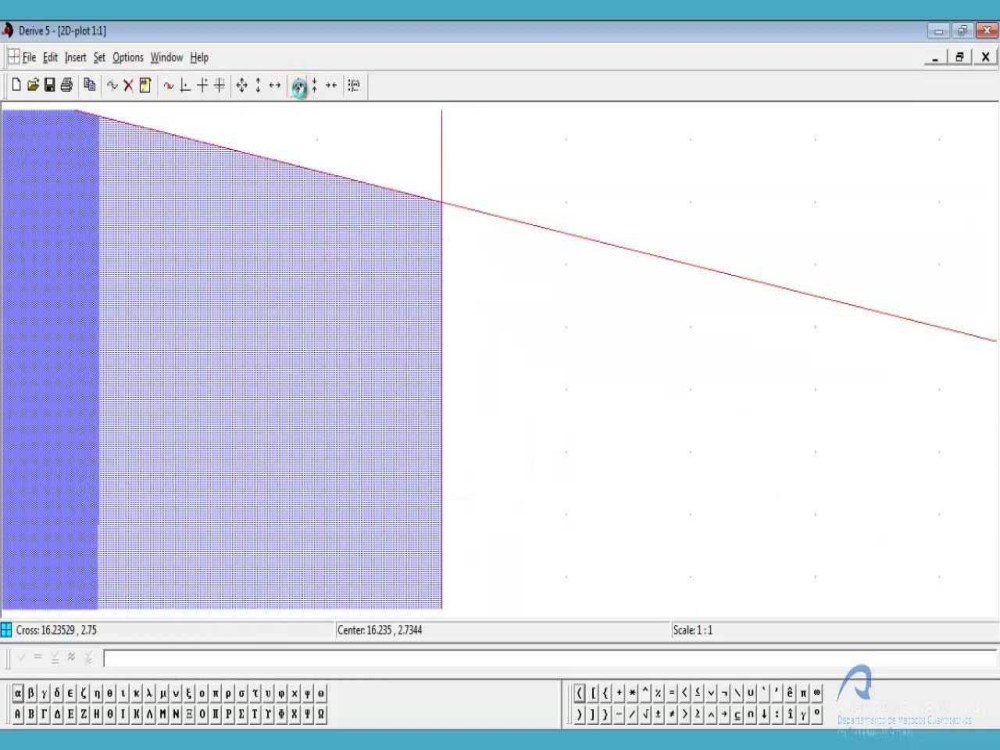 Derive 5 - [2D-plot 1:1]
File Edit Insert Set Options Window Help
Cross: 16.23529 , 2.75 Center: 16.235 , 2.7344 Scale: 1 : 1
α β γ δ ε ζ η θ ι κ λ μ ν ξ ο π ρ σ τ υ φ χ ψ ω
Α Β Γ Δ Ε Ζ Η Θ Ι Κ Λ Μ Ν Ξ Ο Π Ρ Σ Τ Υ Φ Χ Ψ Ω
Departamento de Métodos Cuantitativos